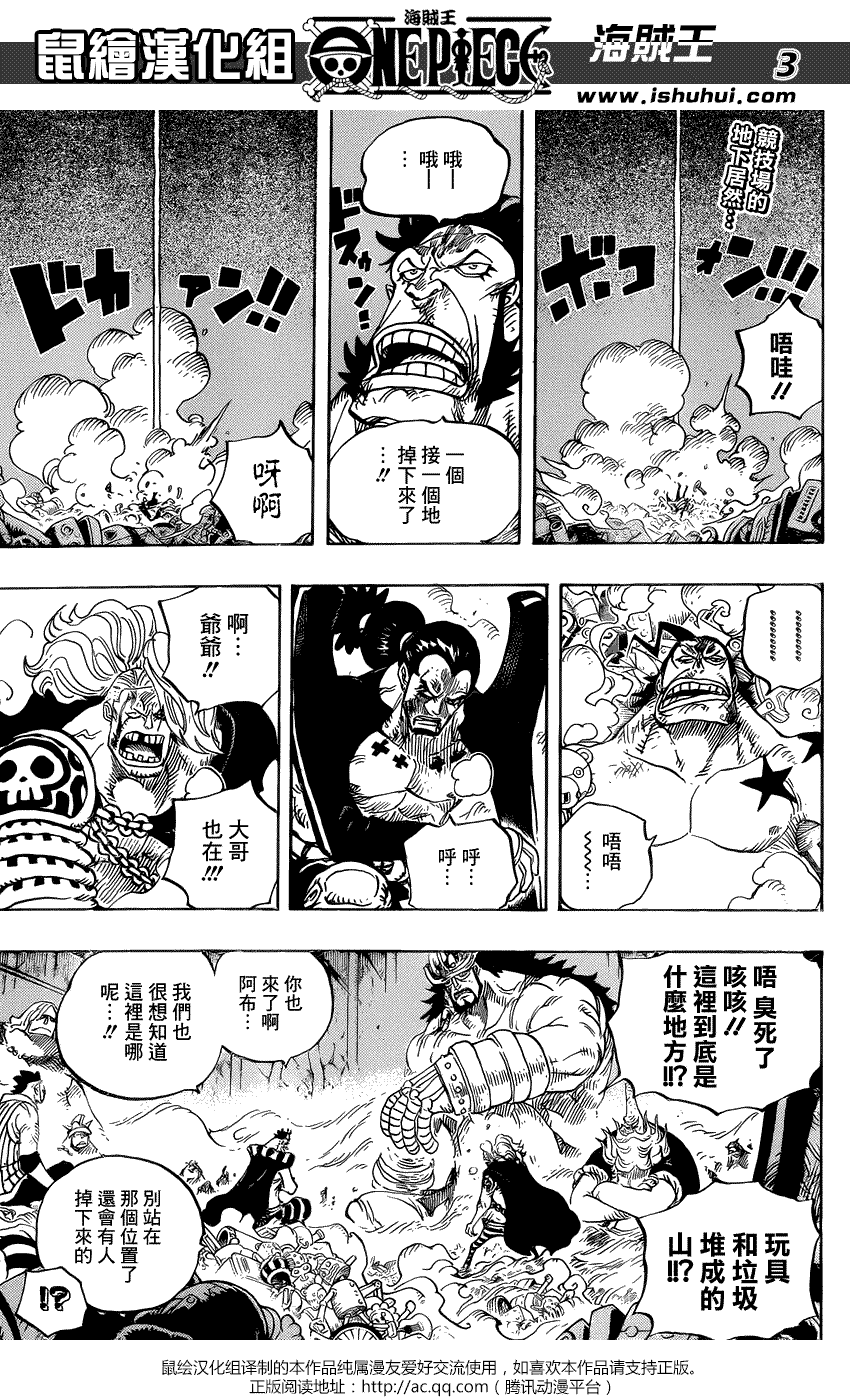 鼠繪漢化組
海賊王
ONE PIECE
海賊王
3
www.ishuhui.com
競技場的
地下居然…
ボコォン!!!
唔哇!!
哦——
哦——
…
ドスゥン!
一個
接一個地
掉下來了
!!
ドカァン!!
呀啊
………
唔
唔
…
呼…
呼…
啊…
爺爺!!
大哥
也在!!!
唔 臭死了
咳咳!!
這裡到底是
什麼地方!!?
玩具
和垃圾
堆成的
山!!?
你也
來了啊
阿布…
我們也
很想知道
這裡是哪
呢…!!
別站在
那個位置了
還會有人
掉下來的
!?
鼠绘汉化组译制的本作品纯属漫友爱好交流使用，如喜欢本作品请支持正版。
正版阅读地址：http://ac.qq.com（腾讯动漫平台）